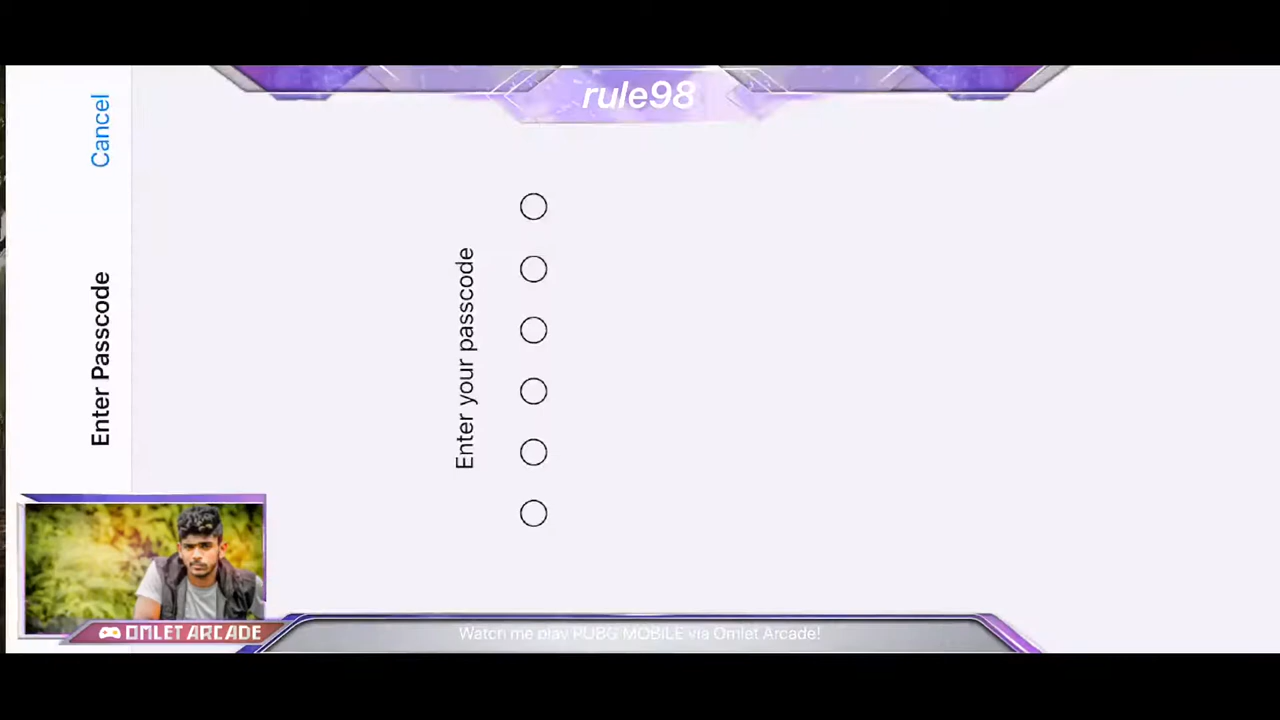 rule98
Cancel
Enter Passcode
Enter your passcode
OMLET ARCADE
Watch me play PUBG MOBILE via Omlet Arcade!